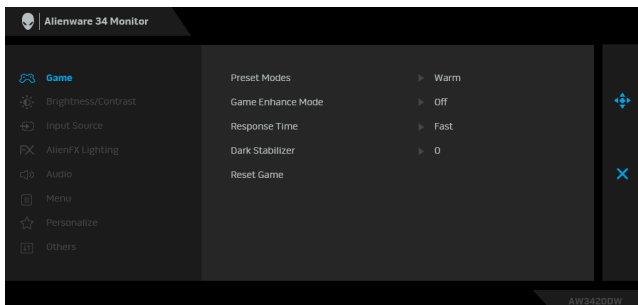 Alienware 34 Monitor
Game
Preset Modes Warm
Brightness/Contrast
Game Enhance Mode Off
Input Source
Response Time Fast
AlienFX Lighting
Dark Stabilizer 0
Audio
Reset Game
Menu
Personalize
Others
AW3420DW